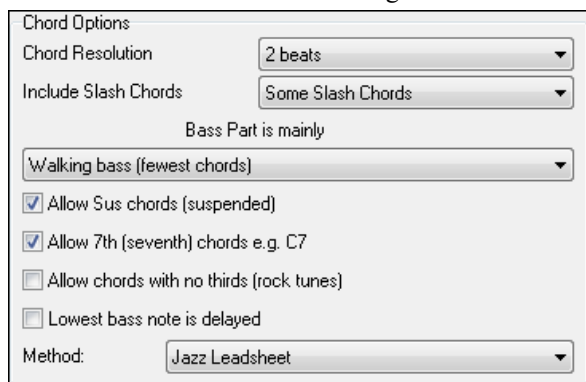 Chord Options
Chord Resolution 2 beats
Include Slash Chords Some Slash Chords
Bass Part is mainly
Walking bass (fewest chords)
Allow Sus chords (suspended)
Allow 7th (seventh) chords e.g. C7
Allow chords with no thirds (rock tunes)
Lowest bass note is delayed
Method: Jazz Leadsheet